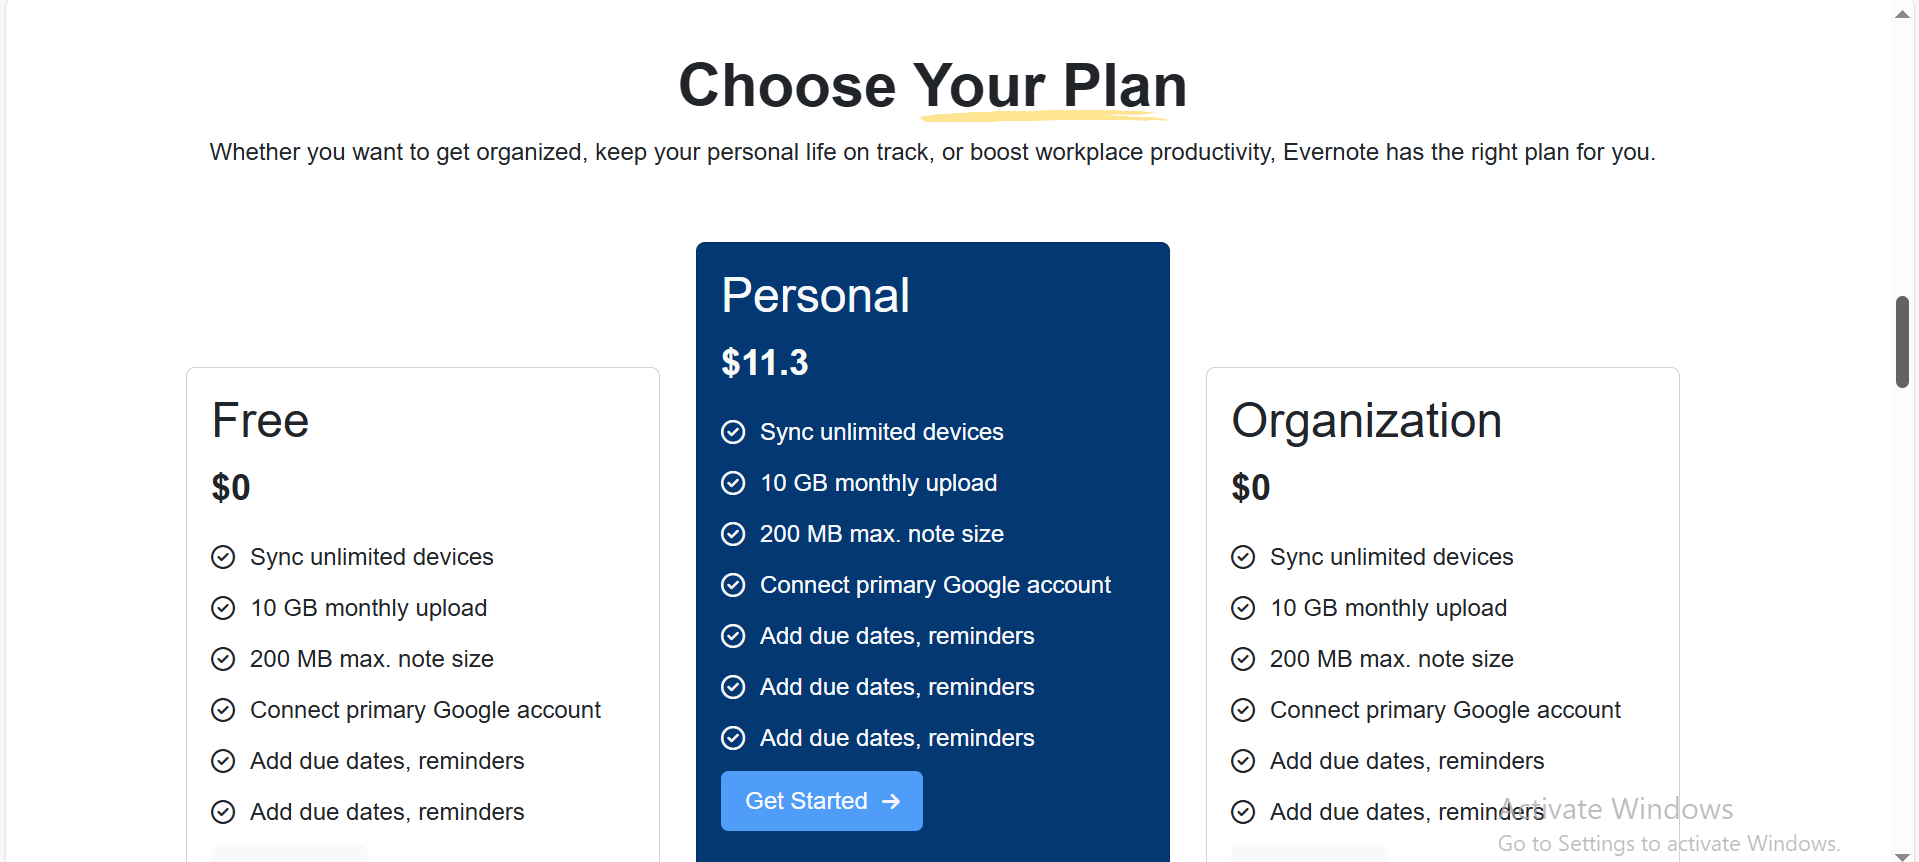 Choose Your Plan
Whether you want to get organized, keep your personal life on track, or boost workplace productivity, Evernote has the right plan for you.
Free
$0
Sync unlimited devices
10 GB monthly upload
200 MB max. note size
Connect primary Google account
Add due dates, reminders
Add due dates, reminders
Personal
$11.3
Sync unlimited devices
10 GB monthly upload
200 MB max. note size
Connect primary Google account
Add due dates, reminders
Add due dates, reminders
Add due dates, reminders
Get Started
Organization
$0
Sync unlimited devices
10 GB monthly upload
200 MB max. note size
Connect primary Google account
Add due dates, reminders
Add due dates, reminders
Activate Windows
Go to Settings to activate Windows.